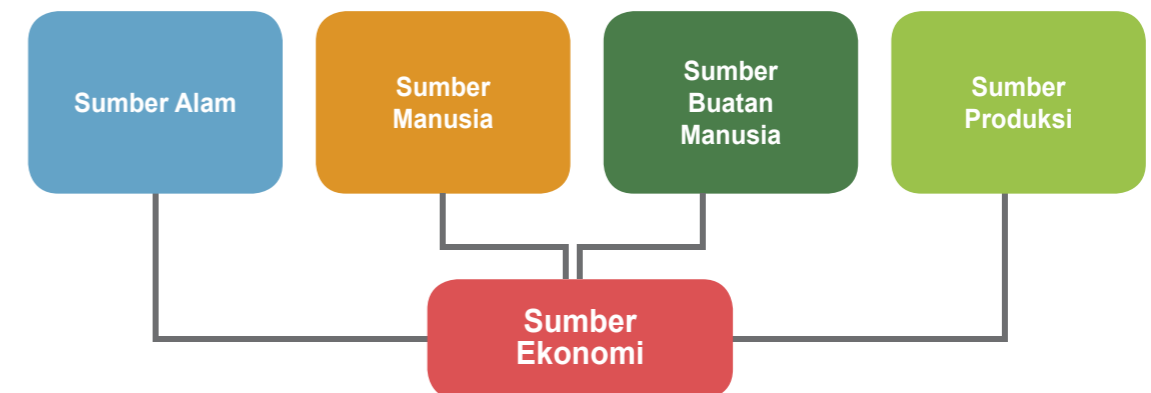 Sumber Alam
Sumber
Manusia
Sumber
Buatan
Manusia
Sumber
Produksi
Sumber
Ekonomi